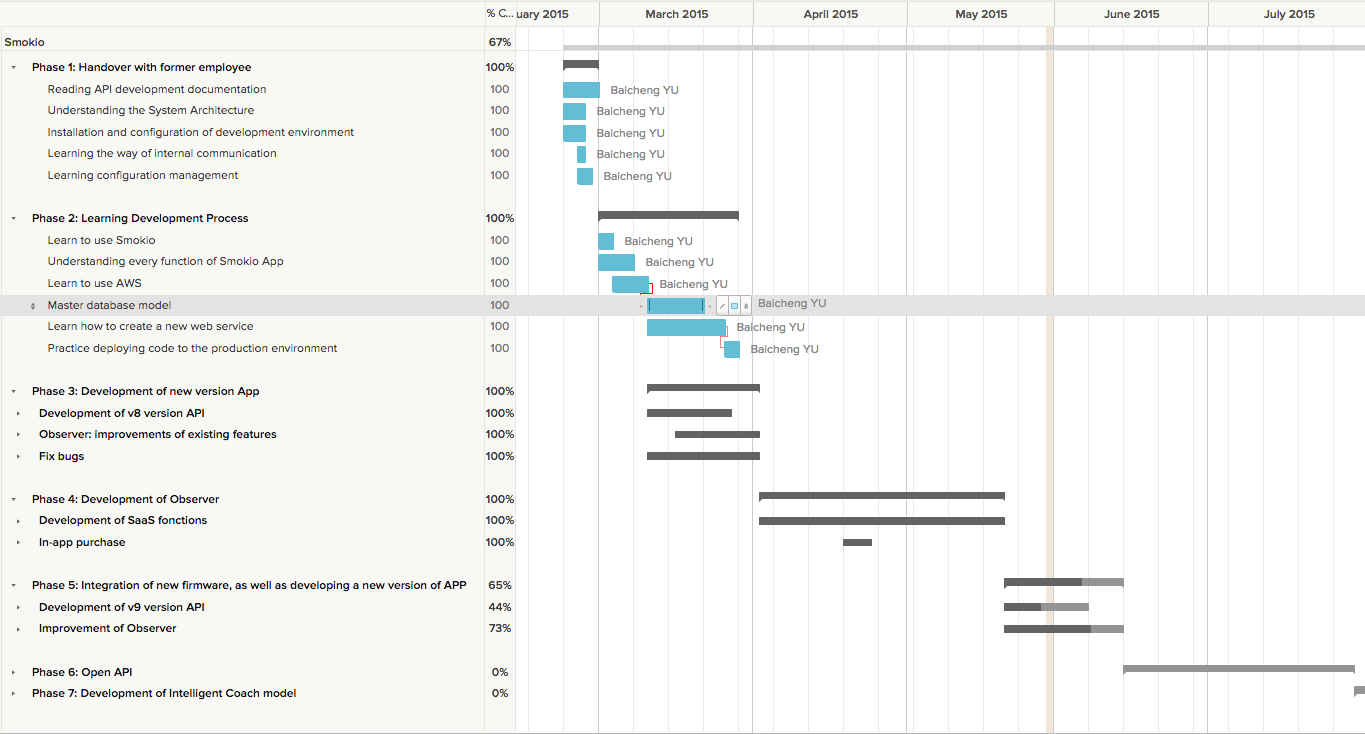 % C... uary 2015 March 2015 April 2015 May 2015 June 2015 July 2015
Smokio 67%
Phase 1: Handover with former employee 100%
Reading API development documentation 100 Baicheng YU
Understanding the System Architecture 100 Baicheng YU
Installation and configuration of development environment 100 Baicheng YU
Learning the way of internal communication 100 Baicheng YU
Learning configuration management 100 Baicheng YU
Phase 2: Learning Development Process 100%
Learn to use Smokio 100 Baicheng YU
Understanding every function of Smokio App 100 Baicheng YU
Learn to use AWS 100 Baicheng YU
Master database model 100 Baicheng YU
Learn how to create a new web service 100 Baicheng YU
Practice deploying code to the production environment 100 Baicheng YU
Phase 3: Development of new version App 100%
Development of v8 version API 100%
Observer: improvements of existing features 100%
Fix bugs 100%
Phase 4: Development of Observer 100%
Development of SaaS fonctions 100%
In-app purchase 100%
Phase 5: Integration of new firmware, as well as developing a new version of APP 65%
Development of v9 version API 44%
Improvement of Observer 73%
Phase 6: Open API 0%
Phase 7: Development of Intelligent Coach model 0%